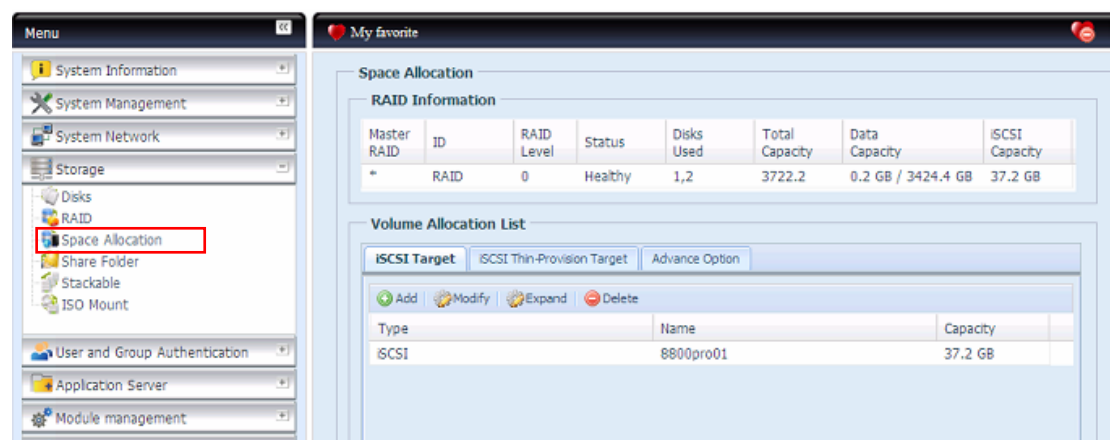 Menu
My favorite
System Information
System Management
System Network
Storage
Disks
RAID
Space Allocation
Share Folder
Stackable
ISO Mount
User and Group Authentication
Application Server
Module management
Space Allocation
RAID Information
Master RAID ID RAID Level Status Disks Used Total Capacity Data Capacity iSCSI Capacity
* RAID 0 Healthy 1,2 3722.2 0.2 GB / 3424.4 GB 37.2 GB
Volume Allocation List
iSCSI Target iSCSI Thin-Provision Target Advance Option
Add Modify Expand Delete
Type Name Capacity
iSCSI 8800pro01 37.2 GB